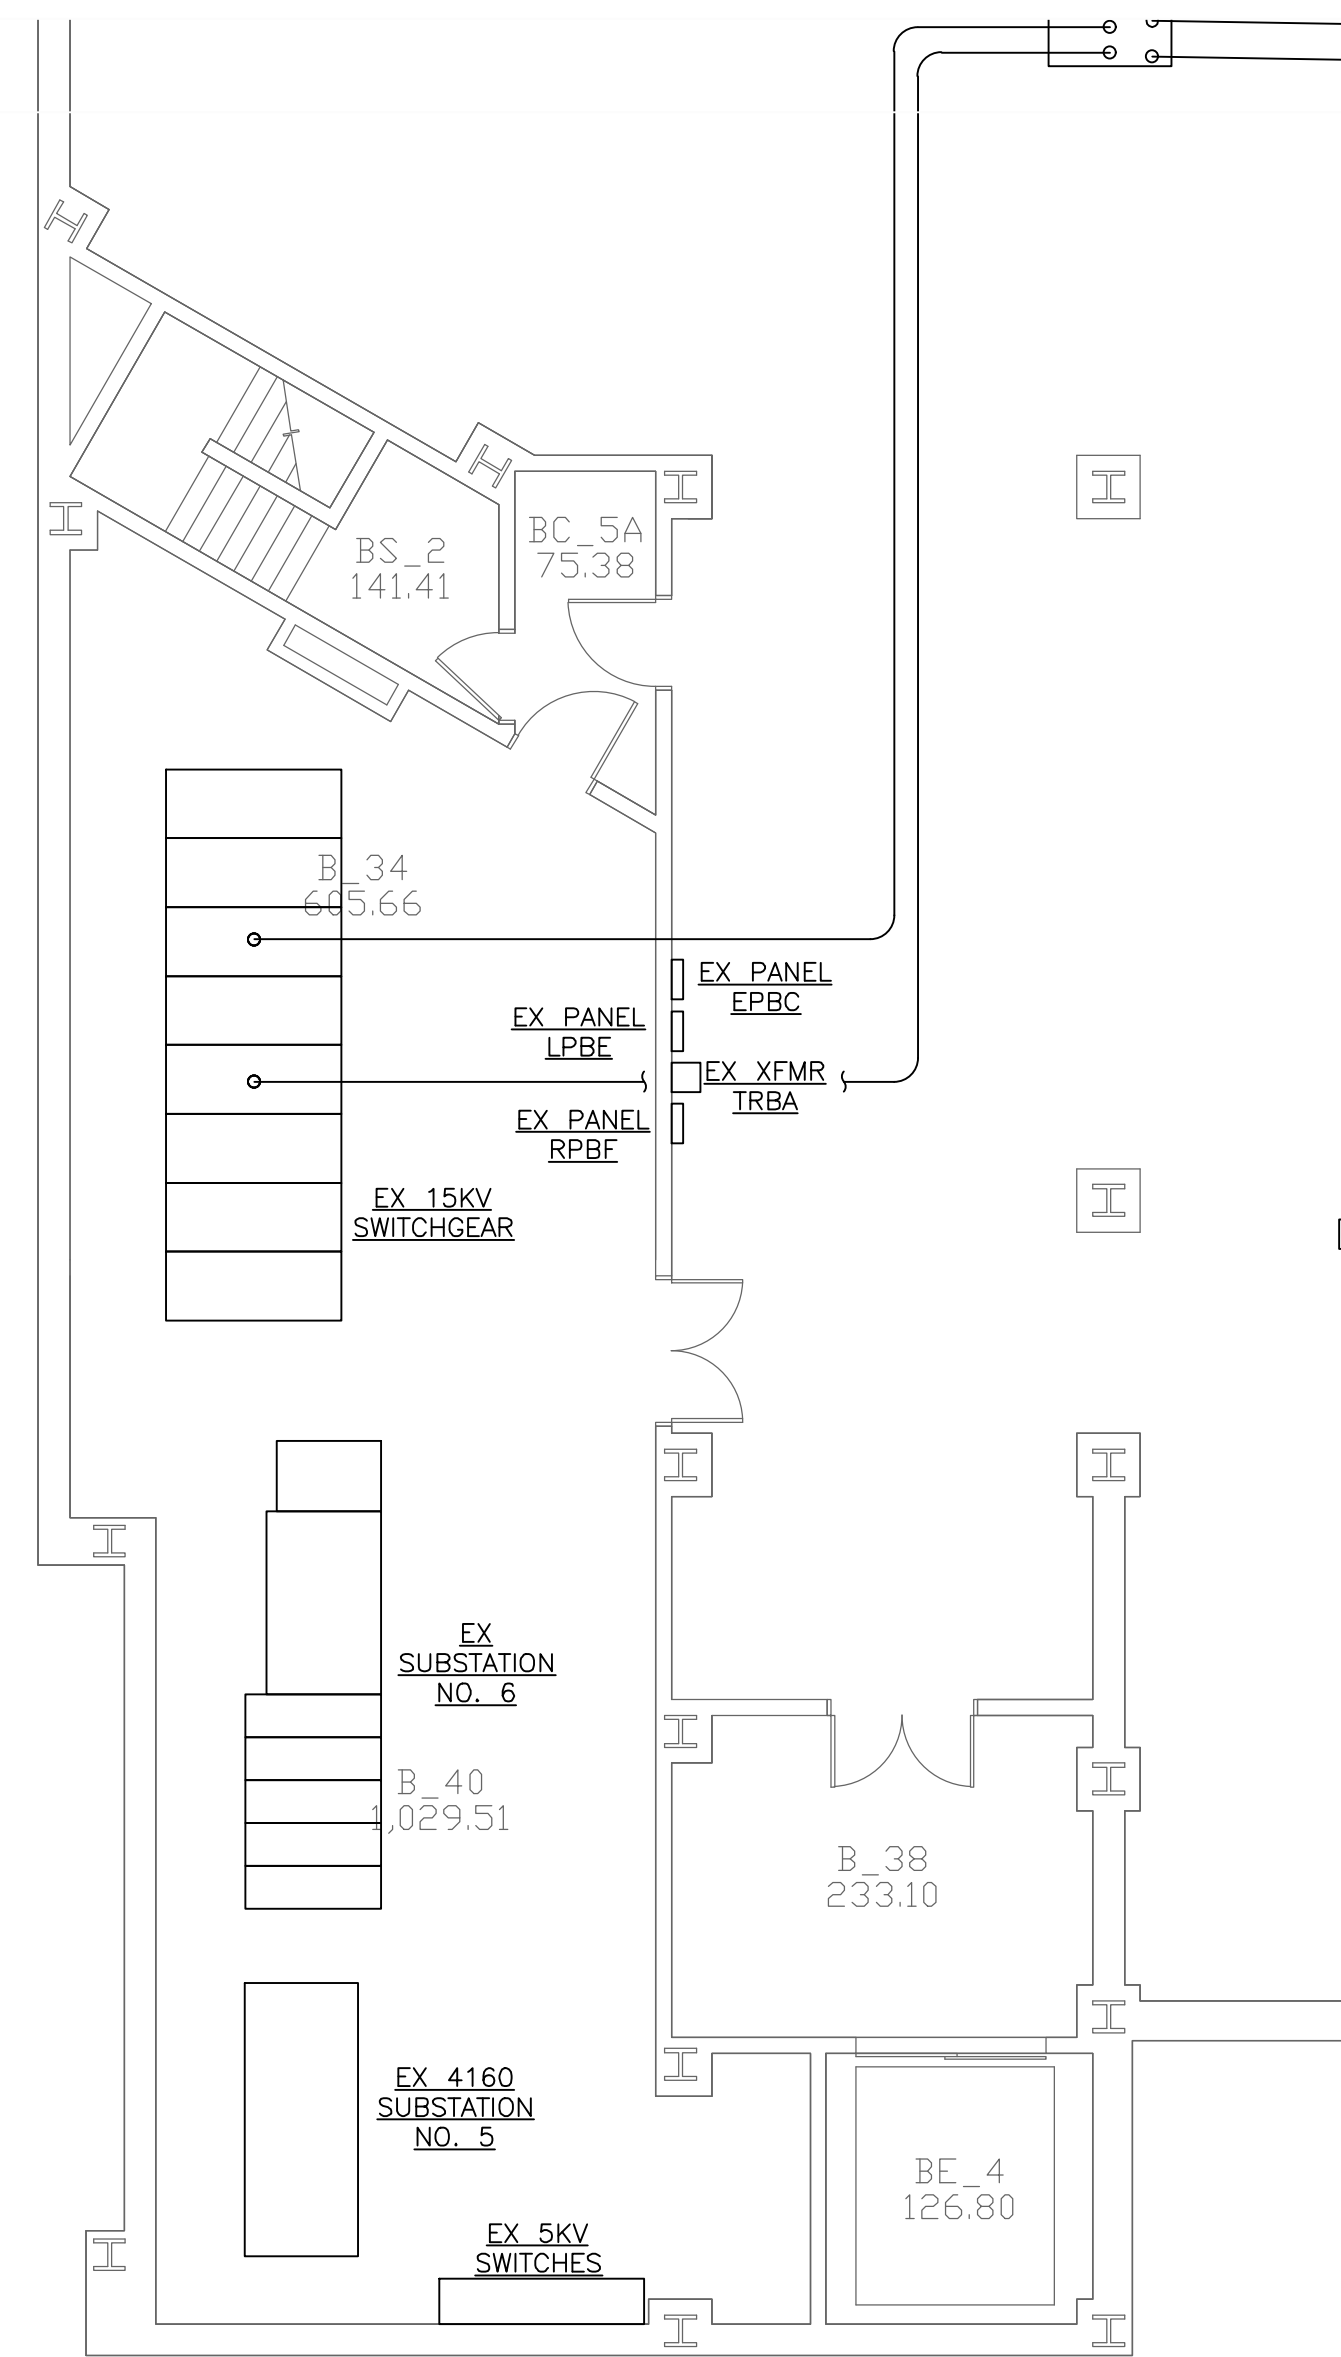 BC_5A
75.38
BS_2
141.41
B_34
605.66
EX PANEL
EPBC
EX PANEL
LPBE
EX XFMR
TRBA
EX PANEL
RPBF
EX 15KV
SWITCHGEAR
EX
SUBSTATION
NO. 6
B_40
1,029.51
B_38
233.10
EX 4160
SUBSTATION
NO. 5
BE_4
126.80
EX 5KV
SWITCHES